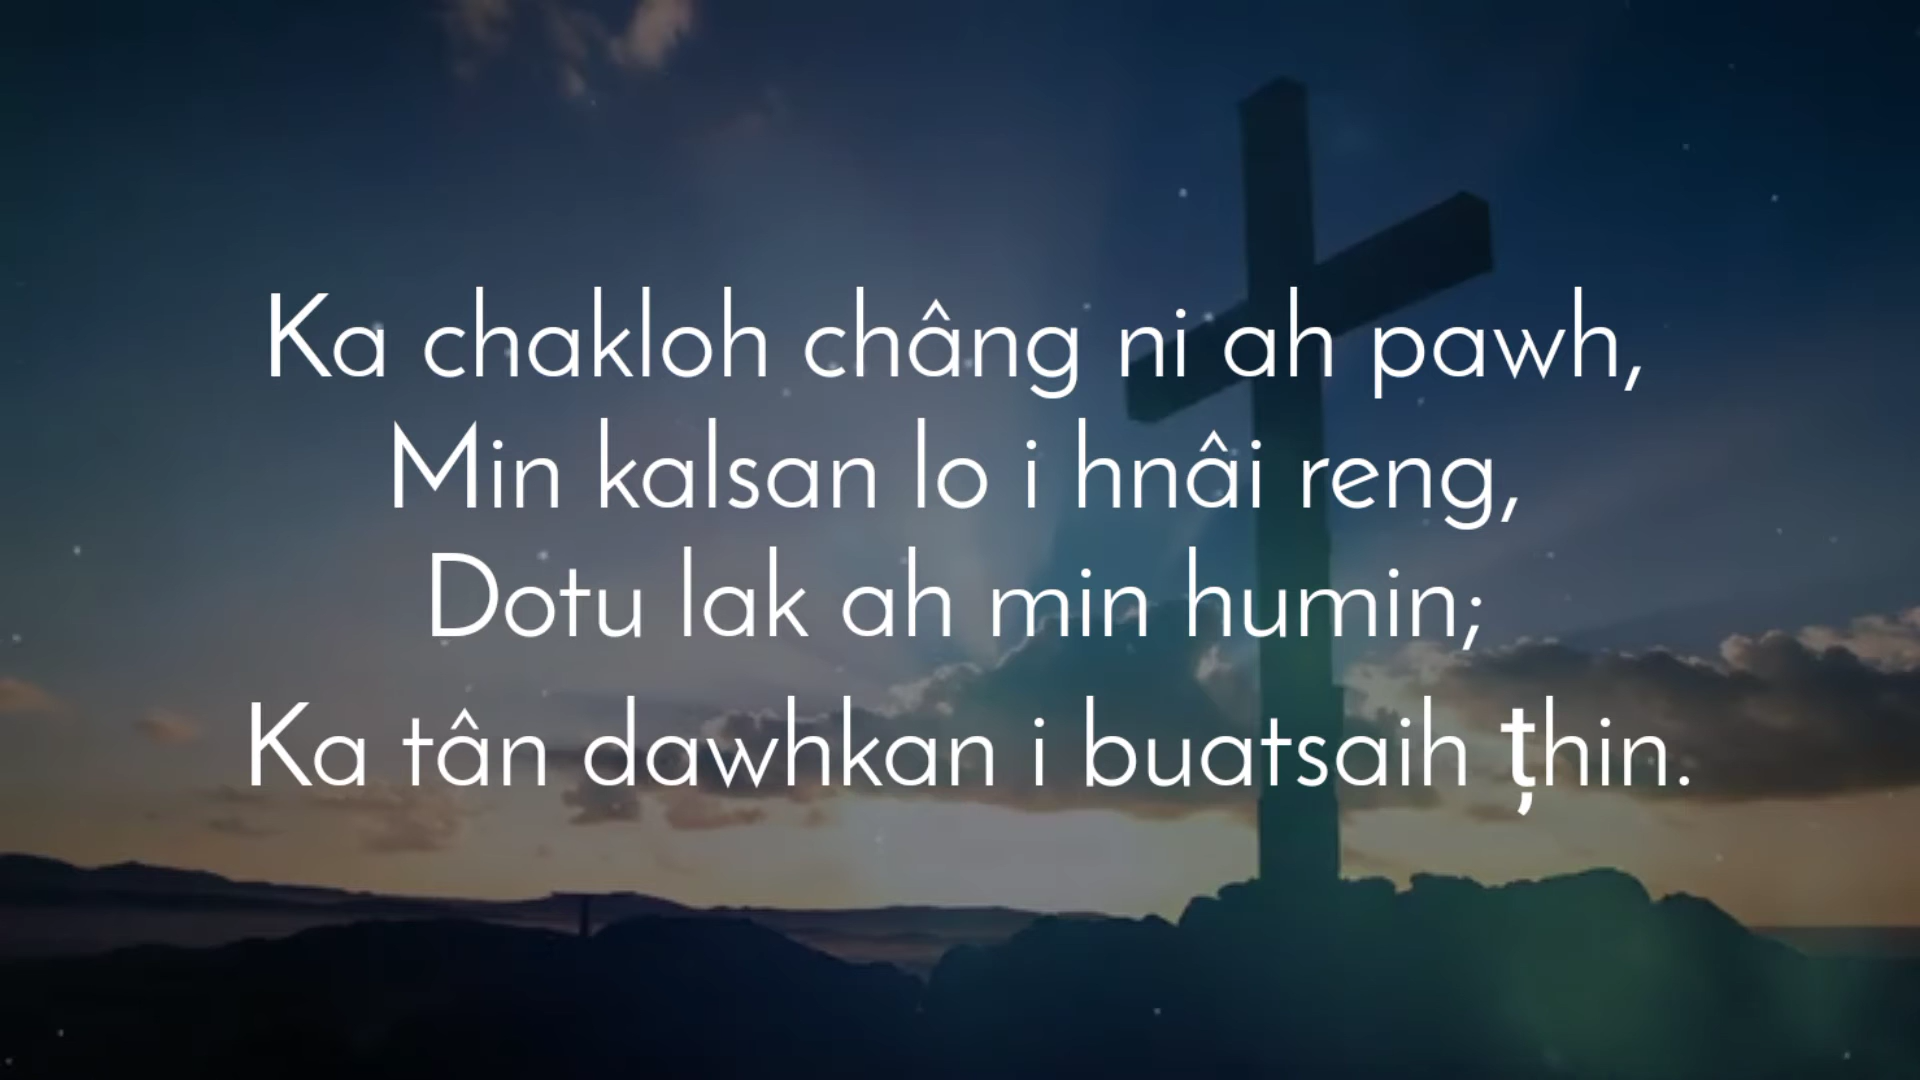 Ka chakloh châng ni ah pawh,
Min kalsan lo i hnâi reng,
Dotu lak ah min humin;
Ka tân dawhkan i buatsaih țhin.